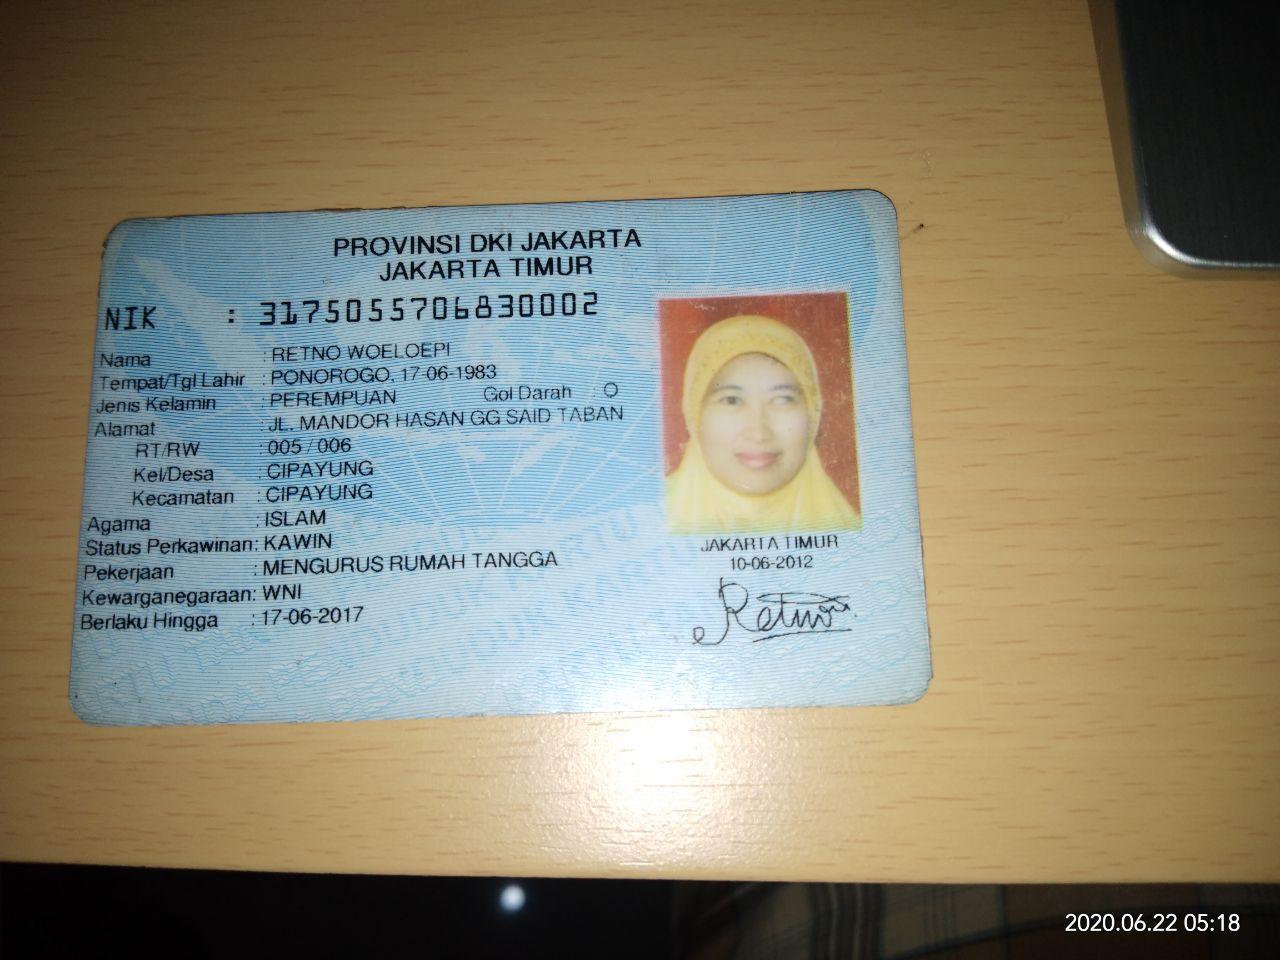 PROVINSI DKI JAKARTA
JAKARTA TIMUR
NIK : 3175055706830002
Nama : RETNO WOELOEPI
Tempat/Tgl Lahir : PONOROGO, 17 06-1983
Jenis Kelamin : PEREMPUAN Gol Darah : O
Alamat : JL. MANDOR HASAN GG SAID TABAN
RT/RW : 005 / 006
Kel/Desa : CIPAYUNG
Kecamatan : CIPAYUNG
Agama : ISLAM
Status Perkawinan: KAWIN
Pekerjaan : MENGURUS RUMAH TANGGA
Kewarganegaraan: WNI
Berlaku Hingga : 17-06-2017
JAKARTA TIMUR
10-06-2012
2020.06.22 05:18